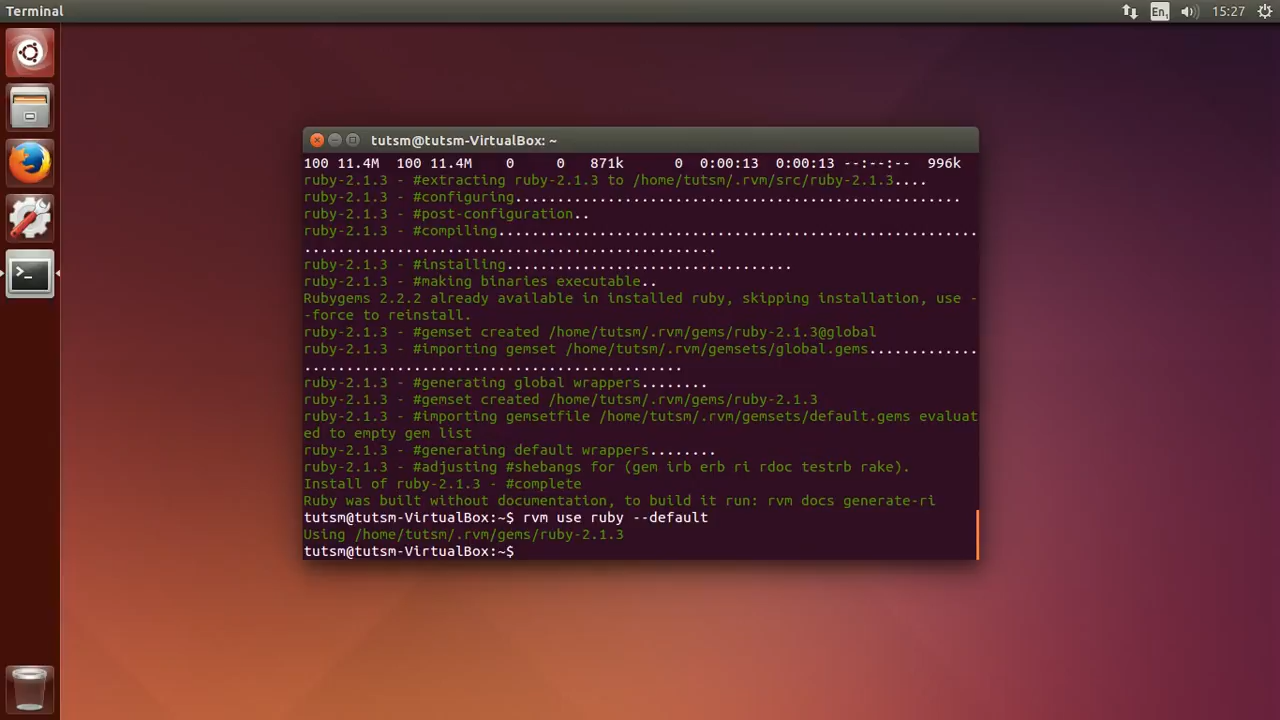 Terminal
En 15:27
tutsm@tutsm-VirtualBox: ~
100 11.4M  100 11.4M    0     0   871k      0  0:00:13  0:00:13 --:--:--  996k
ruby-2.1.3 - #extracting ruby-2.1.3 to /home/tutsm/.rvm/src/ruby-2.1.3....
ruby-2.1.3 - #configuring.....................................................
ruby-2.1.3 - #post-configuration..
ruby-2.1.3 - #compiling.........................................................
.................................................
ruby-2.1.3 - #installing..................................
ruby-2.1.3 - #making binaries executable..
Rubygems 2.2.2 already available in installed ruby, skipping installation, use -
-force to reinstall.
ruby-2.1.3 - #gemset created /home/tutsm/.rvm/gems/ruby-2.1.3@global
ruby-2.1.3 - #importing gemset /home/tutsm/.rvm/gemsets/global.gems.............
.............................................
ruby-2.1.3 - #generating global wrappers........
ruby-2.1.3 - #gemset created /home/tutsm/.rvm/gems/ruby-2.1.3
ruby-2.1.3 - #importing gemsetfile /home/tutsm/.rvm/gemsets/default.gems evaluat
ed to empty gem list
ruby-2.1.3 - #generating default wrappers........
ruby-2.1.3 - #adjusting #shebangs for (gem irb erb ri rdoc testrb rake).
Install of ruby-2.1.3 - #complete
Ruby was built without documentation, to build it run: rvm docs generate-ri
tutsm@tutsm-VirtualBox:~$ rvm use ruby --default
Using /home/tutsm/.rvm/gems/ruby-2.1.3
tutsm@tutsm-VirtualBox:~$